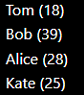 Tom (18)
Bob (39)
Alice (28)
Kate (25)